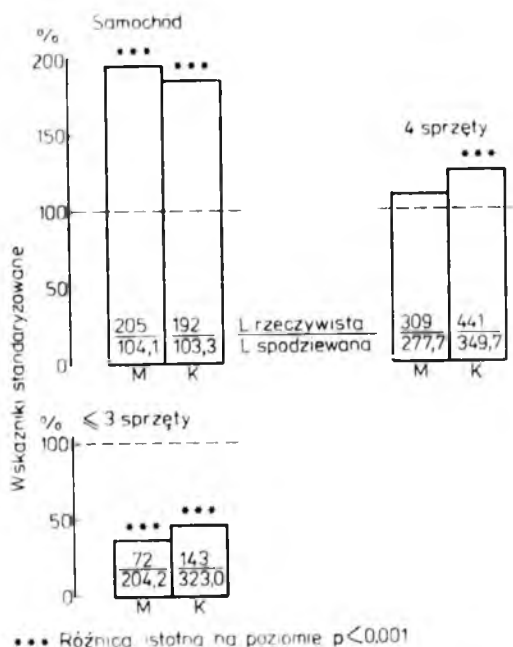 Samochód
%
• • • • • •
200
150
4 sprzęty
• • •
100
50
205 192 L rzeczywista 309 441
104,1 103,3 L spodziewana 277,7 349,7
0
M K M K
Wskaźniki standaryzowane
% ⩽ 3 sprzęty
100
• • •
• • •
50
72 143
204,2 323,0
0
M K
• • • Różnica istotna na poziomie p<0,001